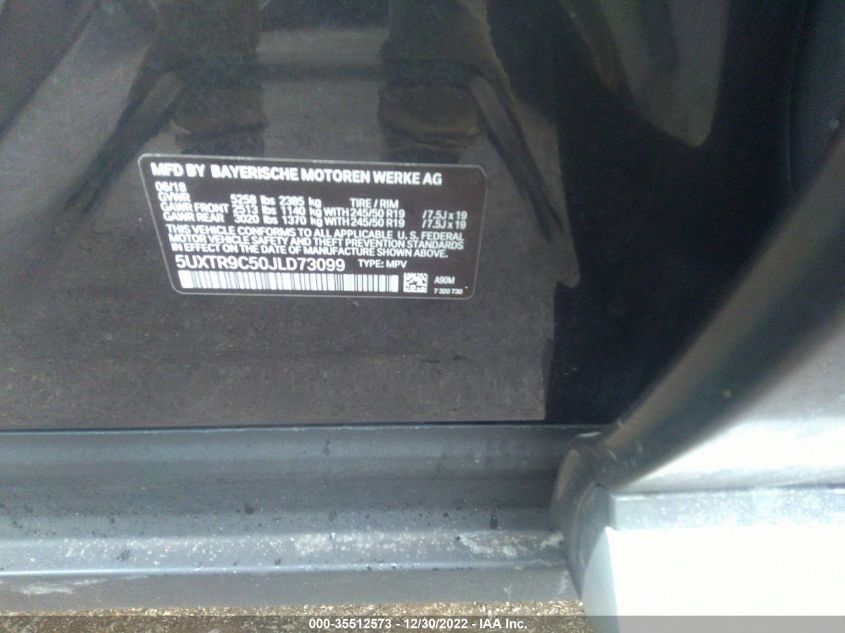 MFD BY BAYERISCHE MOTOREN WERKE AG
06/18
GVWR 5258 lbs 2385 kg TIRE / RIM
GAWR FRONT 2513 lbs 1140 kg WITH 245/50 R19 /7.5J x 19
GAWR REAR 3020 lbs 1370 kg WITH 245/50 R19 /7.5J x 19
THIS VEHICLE CONFORMS TO ALL APPLICABLE U.S. FEDERAL
MOTOR VEHICLE SAFETY AND THEFT PREVENTION STANDARDS
IN EFFECT ON THE DATE OF MANUFACTURE SHOWN ABOVE.
5UXTR9C50JLD73099 TYPE: MPV
A90M
7 320 730
000-35512573 - 12/30/2022 - IAA Inc.